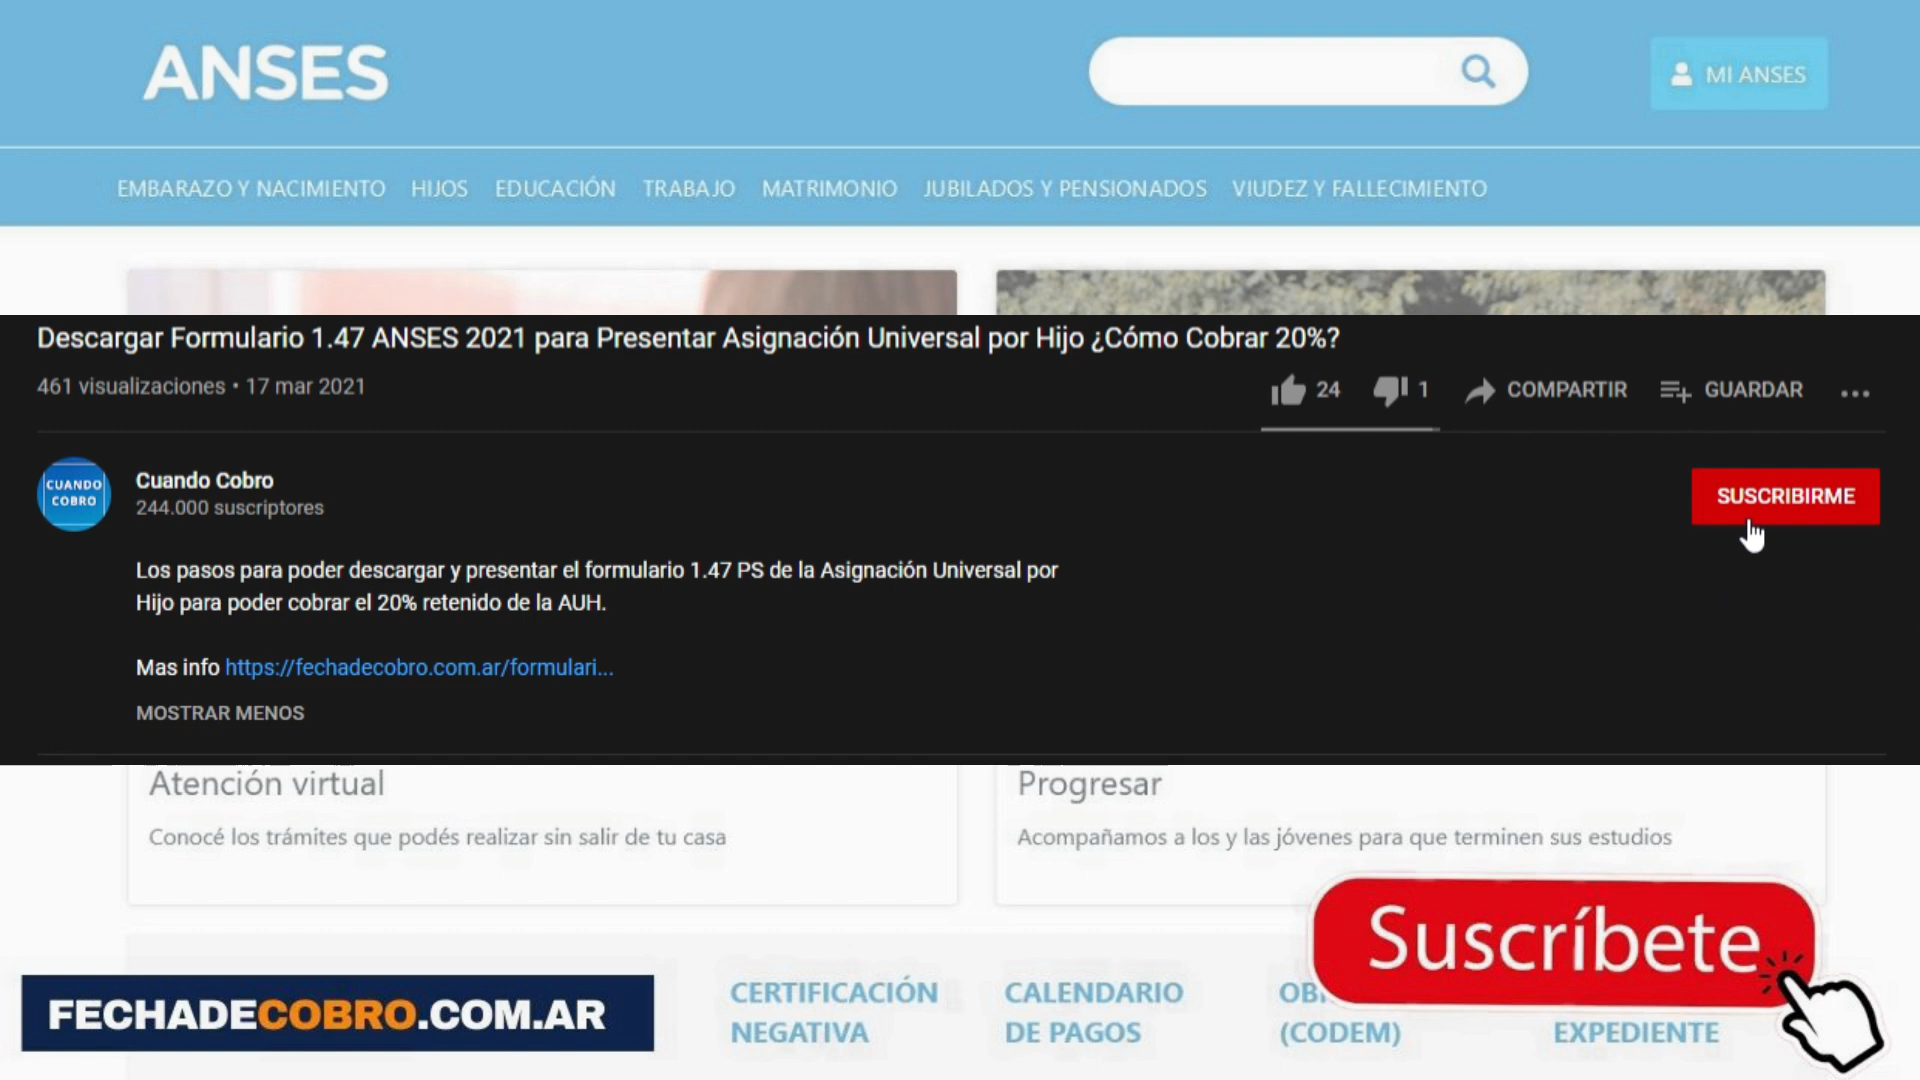 ANSES
MI ANSES
EMBARAZO Y NACIMIENTO HIJOS EDUCACIÓN TRABAJO MATRIMONIO JUBILADOS Y PENSIONADOS VIUDEZ Y FALLECIMIENTO
Descargar Formulario 1.47 ANSES 2021 para Presentar Asignación Universal por Hijo ¿Cómo Cobrar 20%?
461 visualizaciones • 17 mar 2021
24 1 COMPARTIR GUARDAR
CUANDO
COBRO
Cuando Cobro
244.000 suscriptores
SUSCRIBIRME
Los pasos para poder descargar y presentar el formulario 1.47 PS de la Asignación Universal por
Hijo para poder cobrar el 20% retenido de la AUH.
Mas info https://fechadecobro.com.ar/formulari...
MOSTRAR MENOS
Atención virtual
Conocé los trámites que podés realizar sin salir de tu casa
Progresar
Acompañamos a los y las jóvenes para que terminen sus estudios
Suscríbete
FECHADECOBRO.COM.AR
CERTIFICACIÓN
NEGATIVA
CALENDARIO
DE PAGOS
(CODEM)
EXPEDIENTE